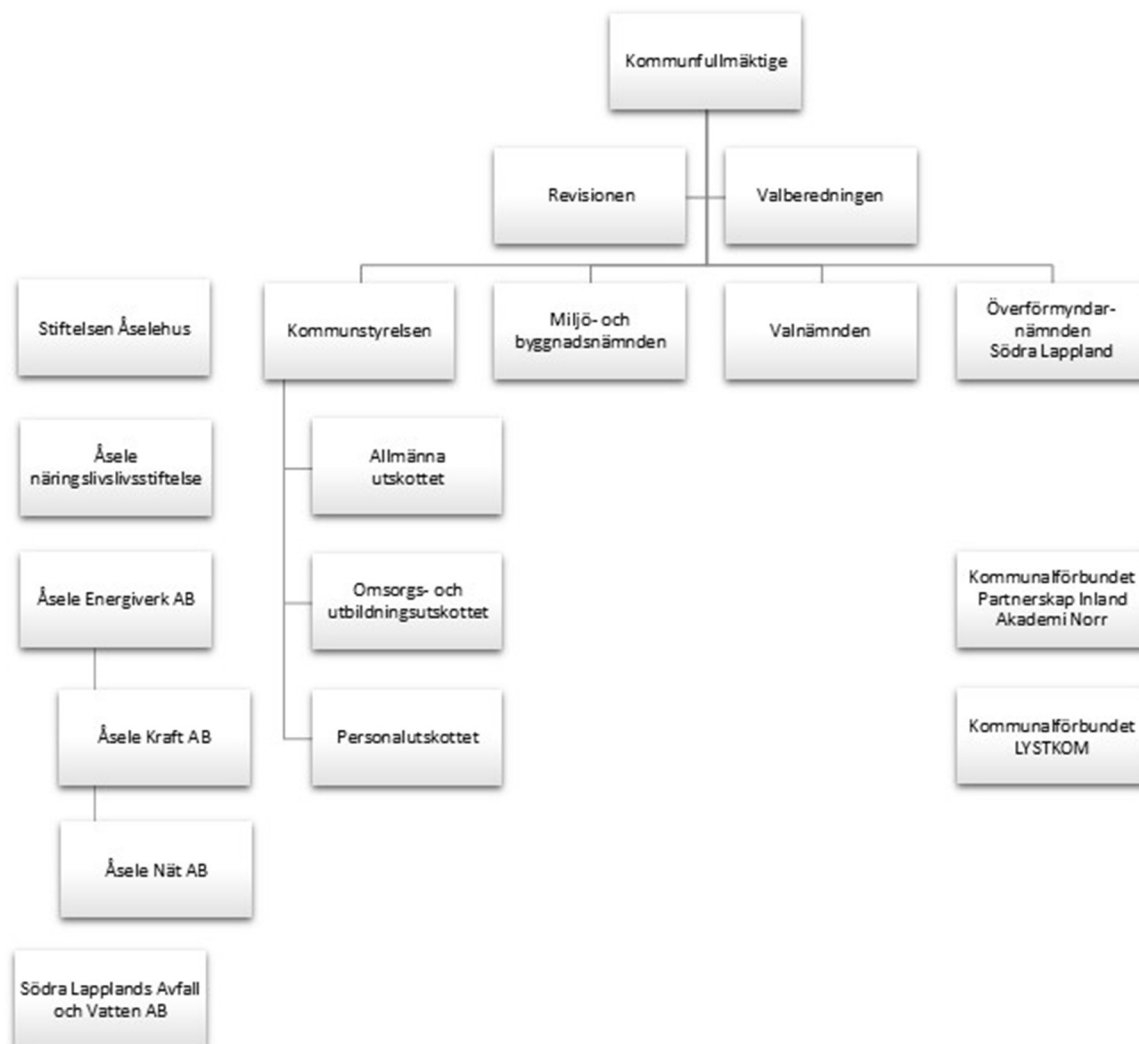 Kommunfullmäktige
Revisionen
Valberedningen
Stiftelsen Åselehus
Kommunstyrelsen
Miljö- och
byggnadsnämnden
Valnämnden
Överförmyndar-
nämnden
Södra Lappland
Åsele
näringslivslivsstiftelse
Allmänna
utskottet
Åsele Energiverk AB
Omsorgs- och
utbildningsutskottet
Kommunalförbundet
Partnerskap Inland
Akademi Norr
Åsele Kraft AB
Personalutskottet
Kommunalförbundet
LYSTKOM
Åsele Nät AB
Södra Lapplands Avfall
och Vatten AB